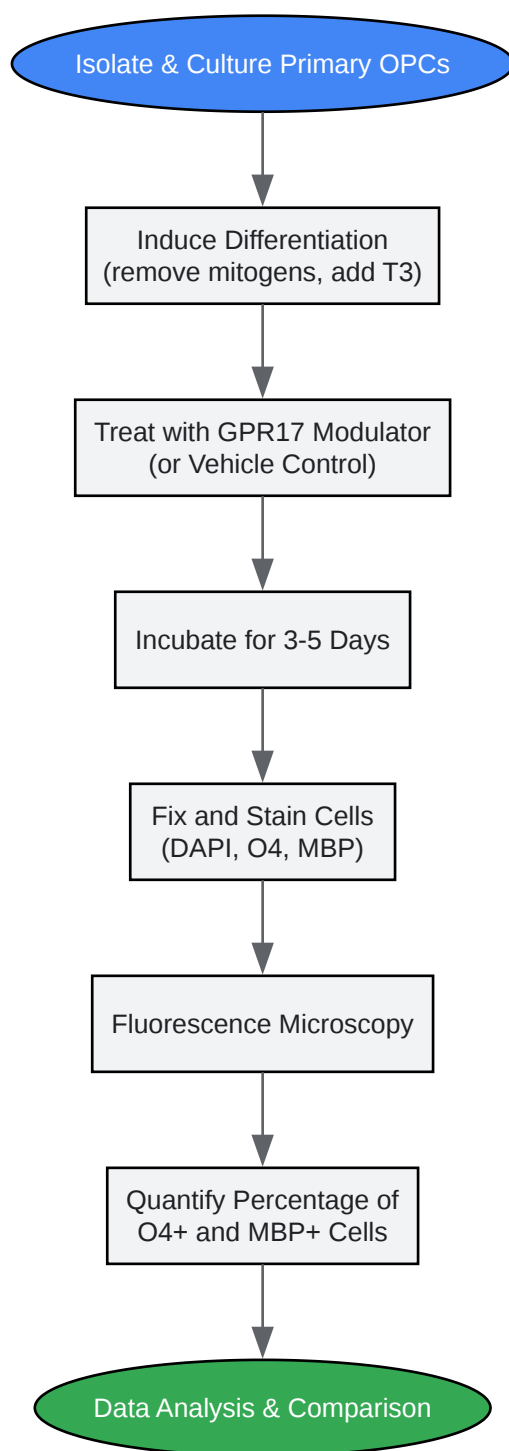 Isolate & Culture Primary OPCs
Induce Differentiation
(remove mitogens, add T3)
Treat with GPR17 Modulator
(or Vehicle Control)
Incubate for 3-5 Days
Fix and Stain Cells
(DAPI, O4, MBP)
Fluorescence Microscopy
Quantify Percentage of
O4+ and MBP+ Cells
Data Analysis & Comparison